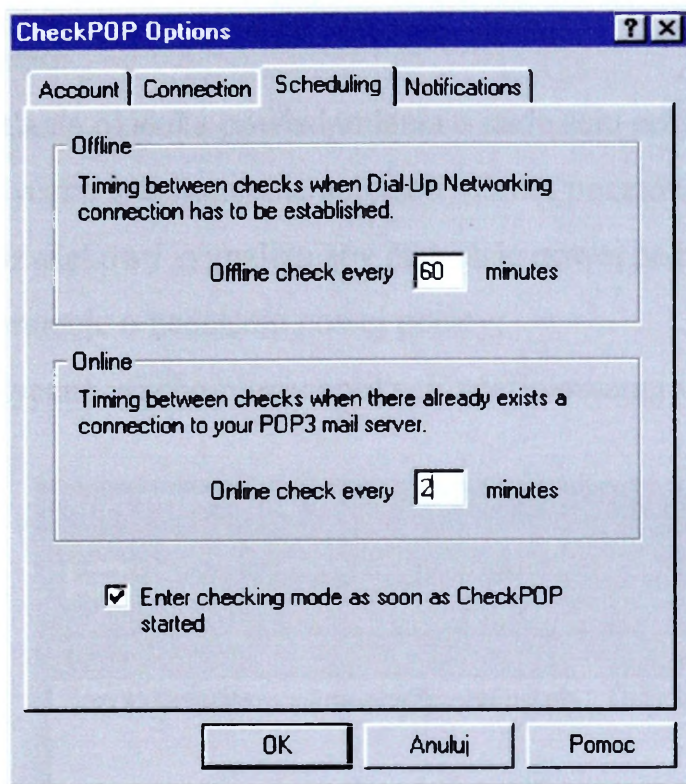 CheckPOP Options
Account
Connection
Scheduling
Notifications
Offline
Timing between checks when Dial-Up Networking
connection has to be established.
Offline check every 60 minutes
Online
Timing between checks when there already exists a
connection to your POP3 mail server.
Online check every 2 minutes
Enter checking mode as soon as CheckPOP
started
OK
Anuluj
Pomoc